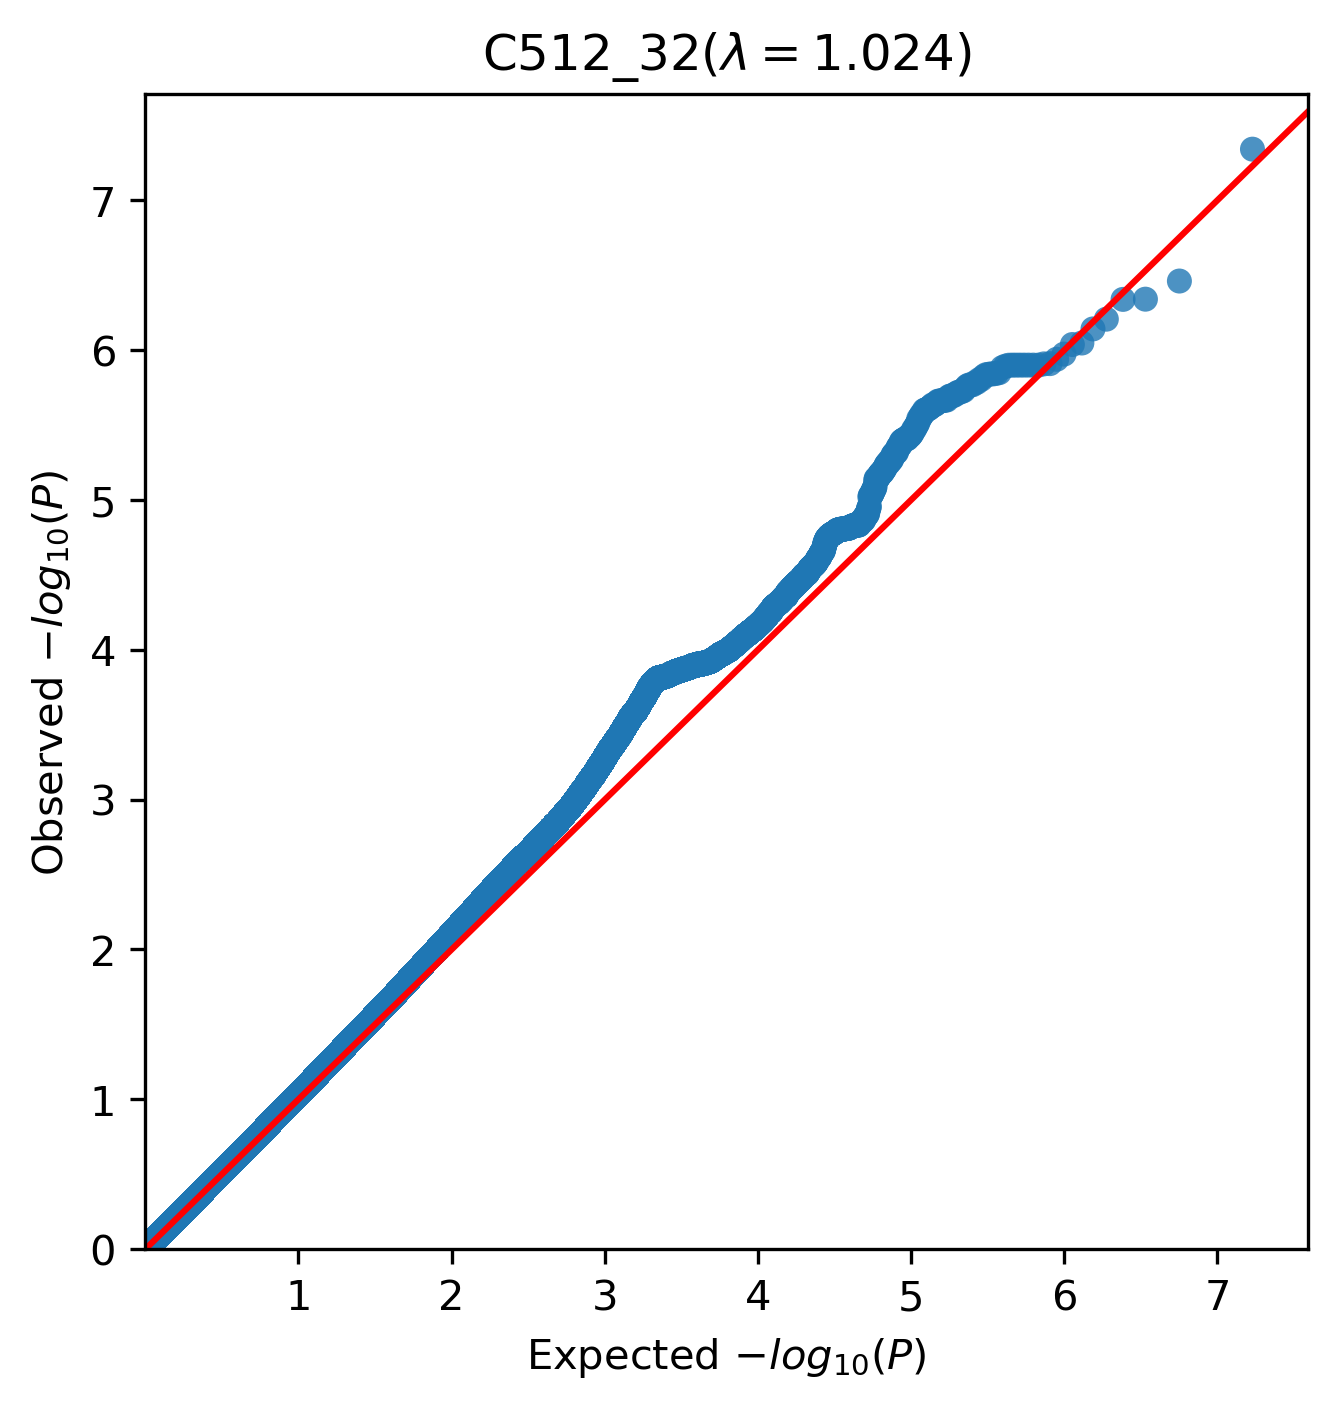 C512_32(λ = 1.024)
Observed −log₁₀(P)
7
6
5
4
3
2
1
0
1 2 3 4 5 6 7
Expected −log₁₀(P)